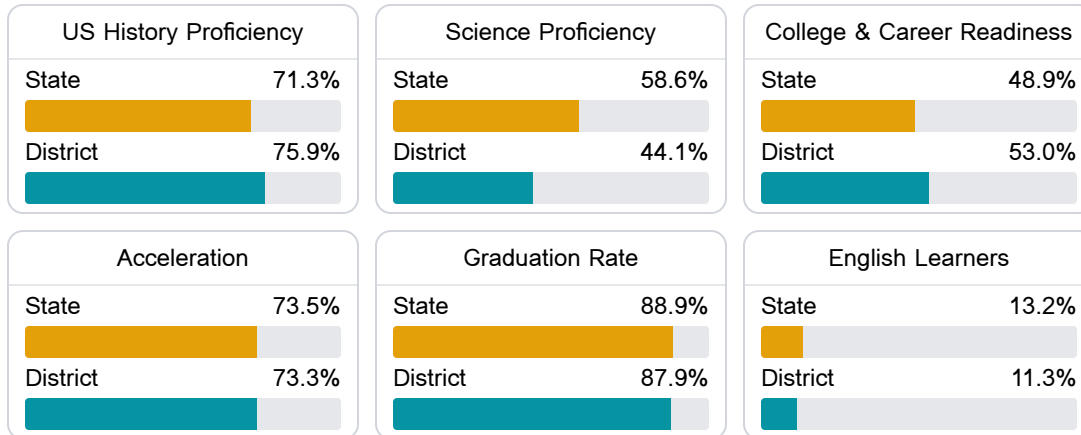 US History Proficiency
State 71.3%
District 75.9%
Science Proficiency
State 58.6%
District 44.1%
College & Career Readiness
State 48.9%
District 53.0%
Acceleration
State 73.5%
District 73.3%
Graduation Rate
State 88.9%
District 87.9%
English Learners
State 13.2%
District 11.3%